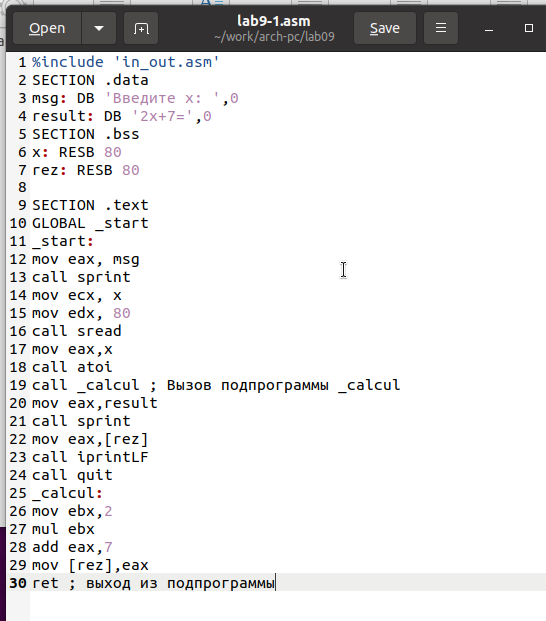 Open
lab9-1.asm
~/work/arch-pc/lab09
Save
1 %include 'in_out.asm'
2 SECTION .data
3 msg: DB 'Введите x: ',0
4 result: DB '2x+7=',0
5 SECTION .bss
6 x: RESB 80
7 rez: RESB 80
8
9 SECTION .text
10 GLOBAL _start
11 _start:
12 mov eax, msg
13 call sprint
14 mov ecx, x
15 mov edx, 80
16 call sread
17 mov eax,x
18 call atoi
19 call _calcul ; Вызов подпрограммы _calcul
20 mov eax,result
21 call sprint
22 mov eax,[rez]
23 call iprintLF
24 call quit
25 _calcul:
26 mov ebx,2
27 mul ebx
28 add eax,7
29 mov [rez],eax
30 ret ; выход из подпрограммы